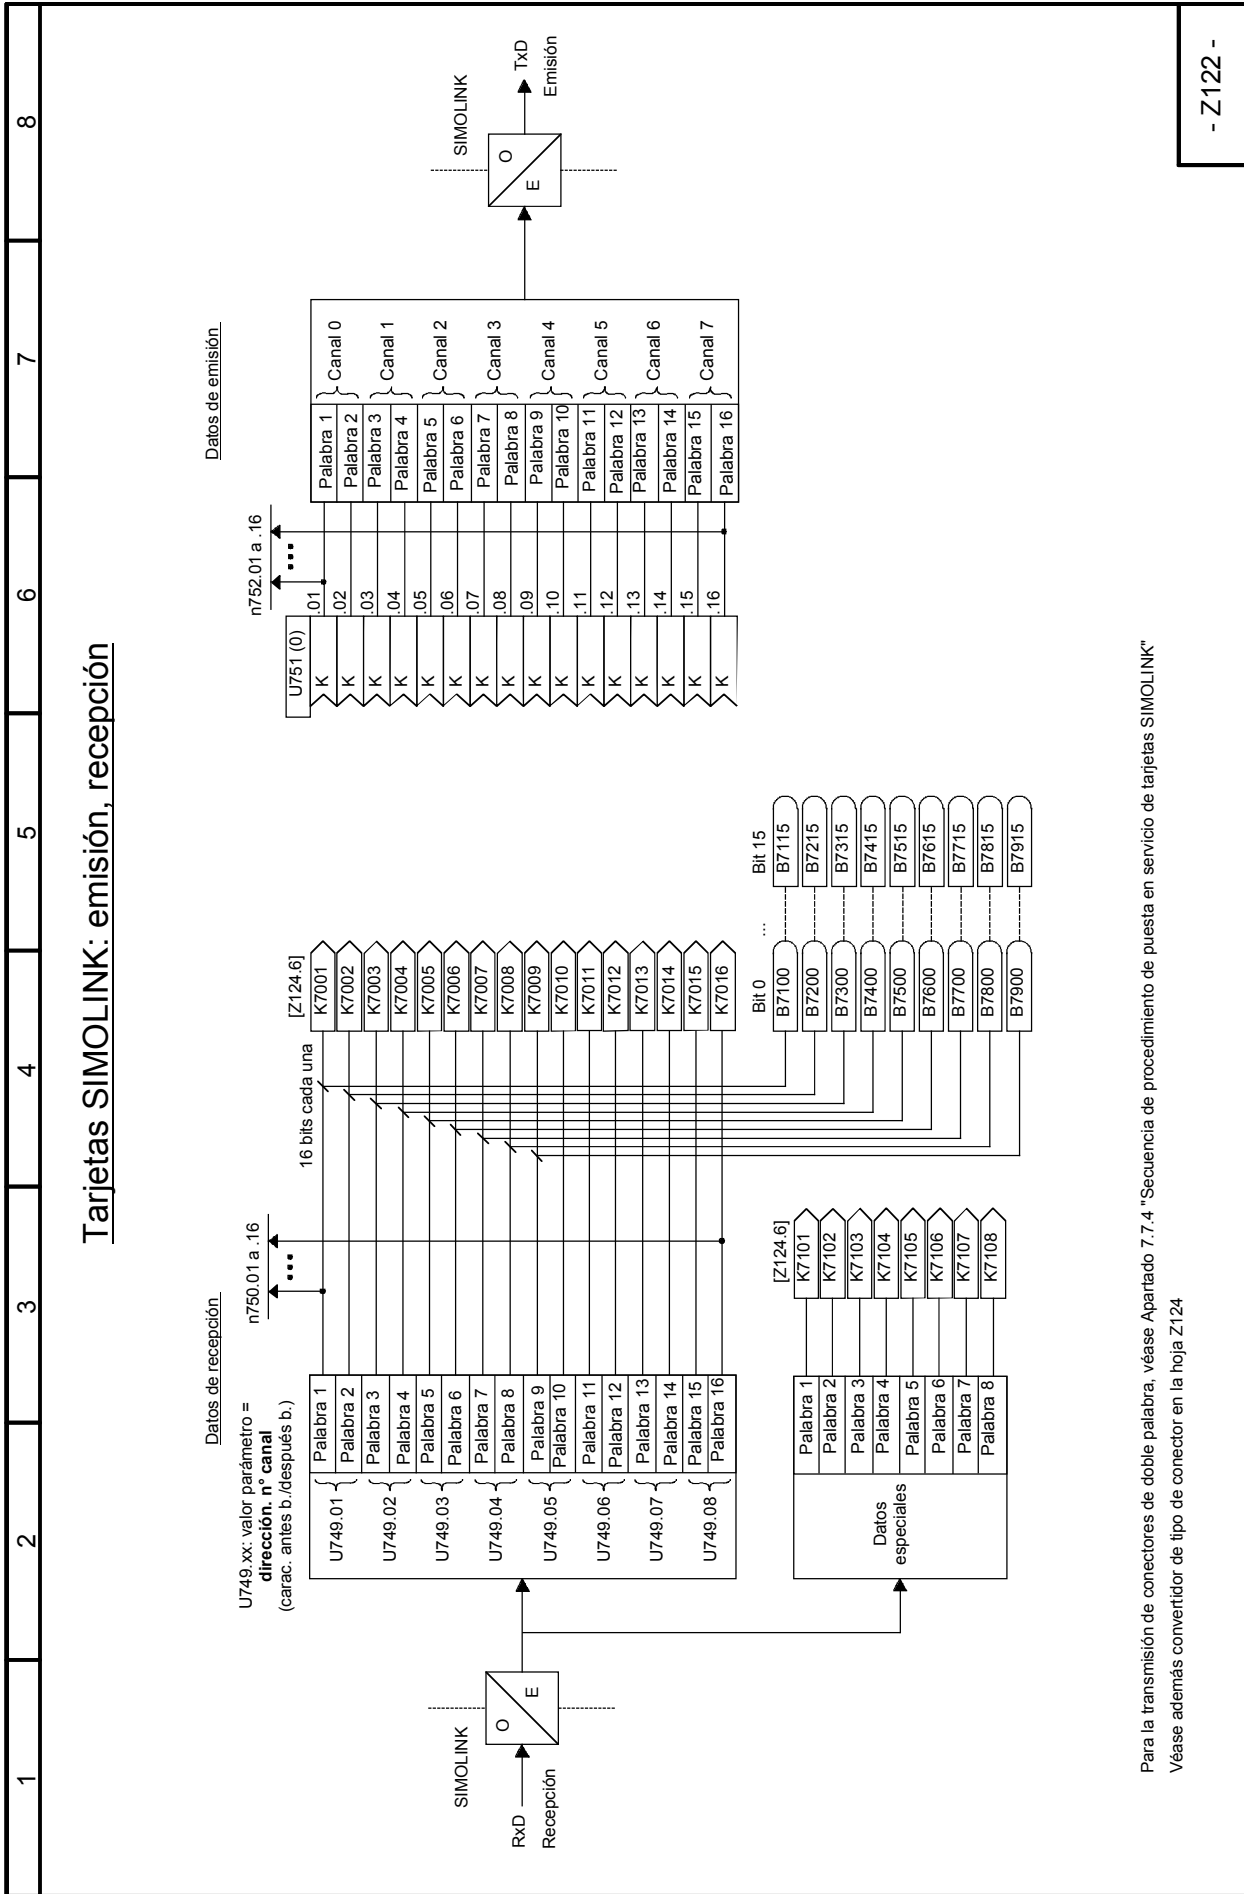 1 2 3 4 5 6 7 8
Tarjetas SIMOLINK: emisión, recepción
Datos de recepción
U749.xx: valor parámetro =
dirección. n° canal
(carac. antes b./después b.)
n750.01 a .16
...
SIMOLINK
RxD
Recepción
O
E
U749.01
U749.02
U749.03
U749.04
U749.05
U749.06
U749.07
U749.08
Palabra 1
Palabra 2
Palabra 3
Palabra 4
Palabra 5
Palabra 6
Palabra 7
Palabra 8
Palabra 9
Palabra 10
Palabra 11
Palabra 12
Palabra 13
Palabra 14
Palabra 15
Palabra 16
16 bits cada una
[Z124.6]
K7001
K7002
K7003
K7004
K7005
K7006
K7007
K7008
K7009
K7010
K7011
K7012
K7013
K7014
K7015
K7016
Datos
especiales
Palabra 1
Palabra 2
Palabra 3
Palabra 4
Palabra 5
Palabra 6
Palabra 7
Palabra 8
[Z124.6]
K7101
K7102
K7103
K7104
K7105
K7106
K7107
K7108
Bit 0 ... Bit 15
B7100 B7115
B7200 B7215
B7300 B7315
B7400 B7415
B7500 B7515
B7600 B7615
B7700 B7715
B7800 B7815
B7900 B7915
Datos de emisión
n752.01 a .16
...
U751 (0)
K .01
K .02
K .03
K .04
K .05
K .06
K .07
K .08
K .09
K .10
K .11
K .12
K .13
K .14
K .15
K .16
Palabra 1
Palabra 2
Palabra 3
Palabra 4
Palabra 5
Palabra 6
Palabra 7
Palabra 8
Palabra 9
Palabra 10
Palabra 11
Palabra 12
Palabra 13
Palabra 14
Palabra 15
Palabra 16
Canal 0
Canal 1
Canal 2
Canal 3
Canal 4
Canal 5
Canal 6
Canal 7
SIMOLINK
O
E
TxD
Emisión
Para la transmisión de conectores de doble palabra, véase Apartado 7.7.4 "Secuencia de procedimiento de puesta en servicio de tarjetas SIMOLINK"
Véase además convertidor de tipo de conector en la hoja Z124
- Z122 -